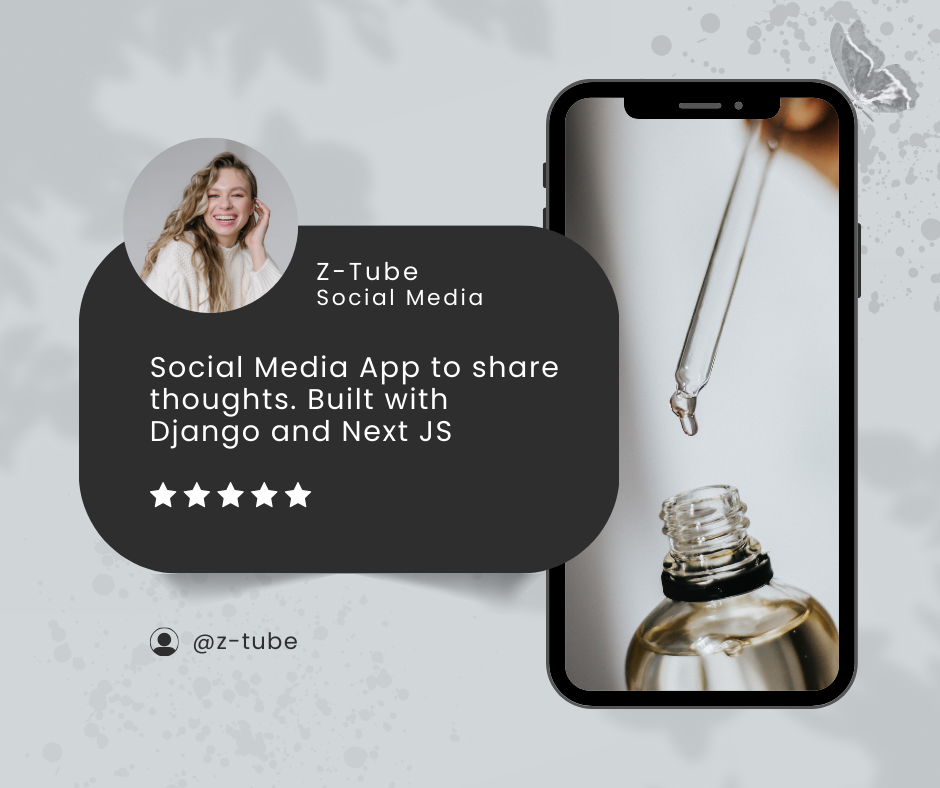 Z-Tube
Social Media
Social Media App to share
thoughts. Built with
Django and Next JS
@z-tube